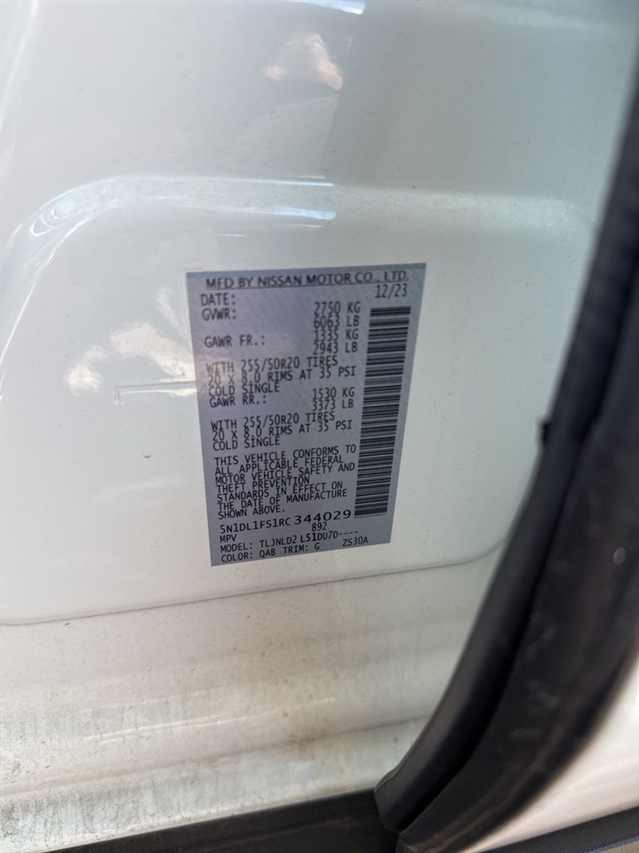 MFD BY NISSAN MOTOR CO., LTD.
DATE: 12/23
GVWR: 2750 KG
6063 LB
GAWR FR.: 1335 KG
2943 LB
WITH 255/50R20 TIRES
20 X 8.0 RIMS AT 35 PSI
COLD SINGLE
GAWR RR.: 1530 KG
3373 LB
WITH 255/50R20 TIRES
20 X 8.0 RIMS AT 35 PSI
COLD SINGLE
THIS VEHICLE CONFORMS TO
ALL APPLICABLE FEDERAL
MOTOR VEHICLE SAFETY AND
THEFT PREVENTION
STANDARDS IN EFFECT ON
THE DATE OF MANUFACTURE
SHOWN ABOVE.
5N1DL1FS1RC344029
MPV 892
MODEL: TLJNLD2 L51DU7D----
COLOR: QAB TRIM: G ZS30A